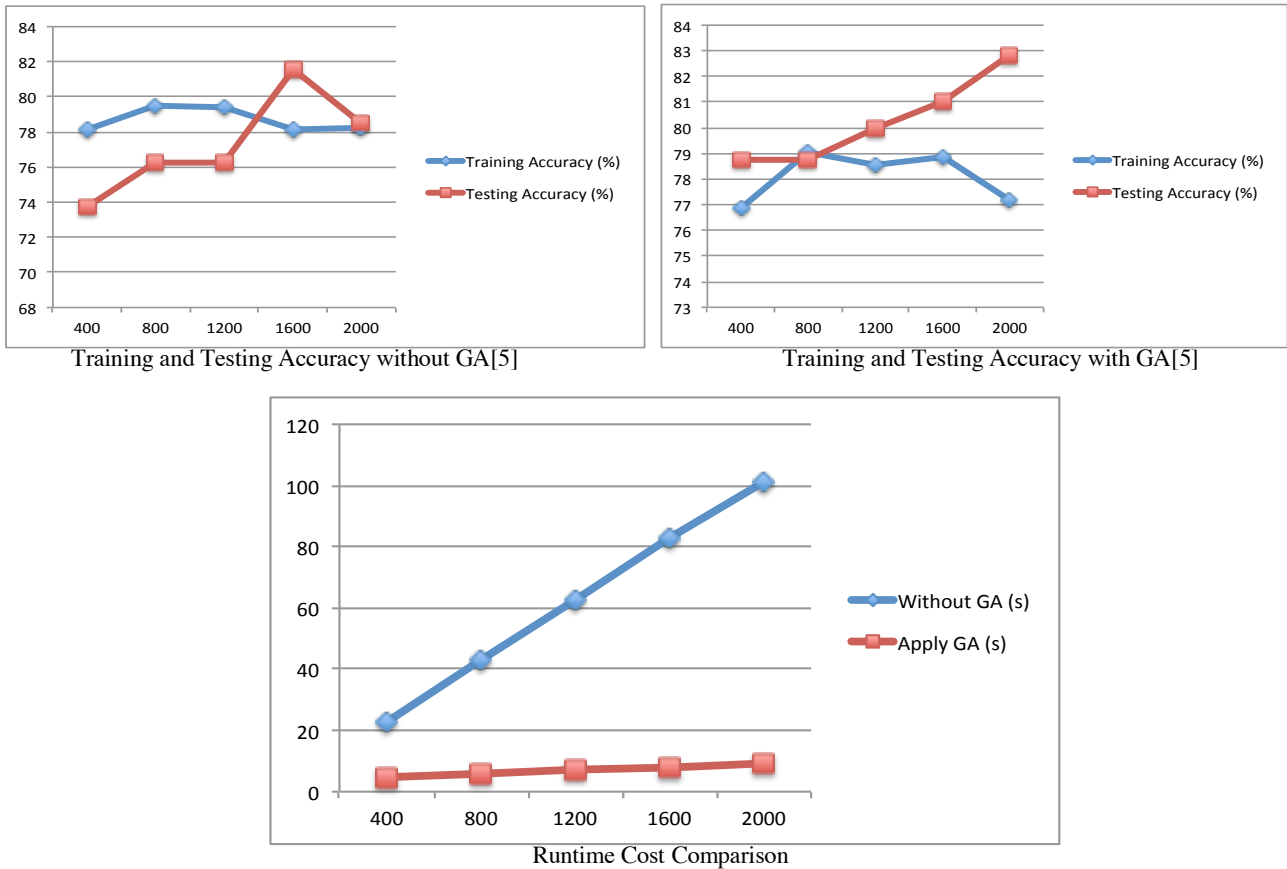 84
82
80
78
76
74
72
70
68
400 800 1200 1600 2000
Training Accuracy (%)
Testing Accuracy (%)
Training and Testing Accuracy without GA[5]
84
83
82
81
80
79
78
77
76
75
74
73
400 800 1200 1600 2000
Training Accuracy (%)
Testing Accuracy (%)
Training and Testing Accuracy with GA[5]
120
100
80
60
40
20
0
400 800 1200 1600 2000
Without GA (s)
Apply GA (s)
Runtime Cost Comparison